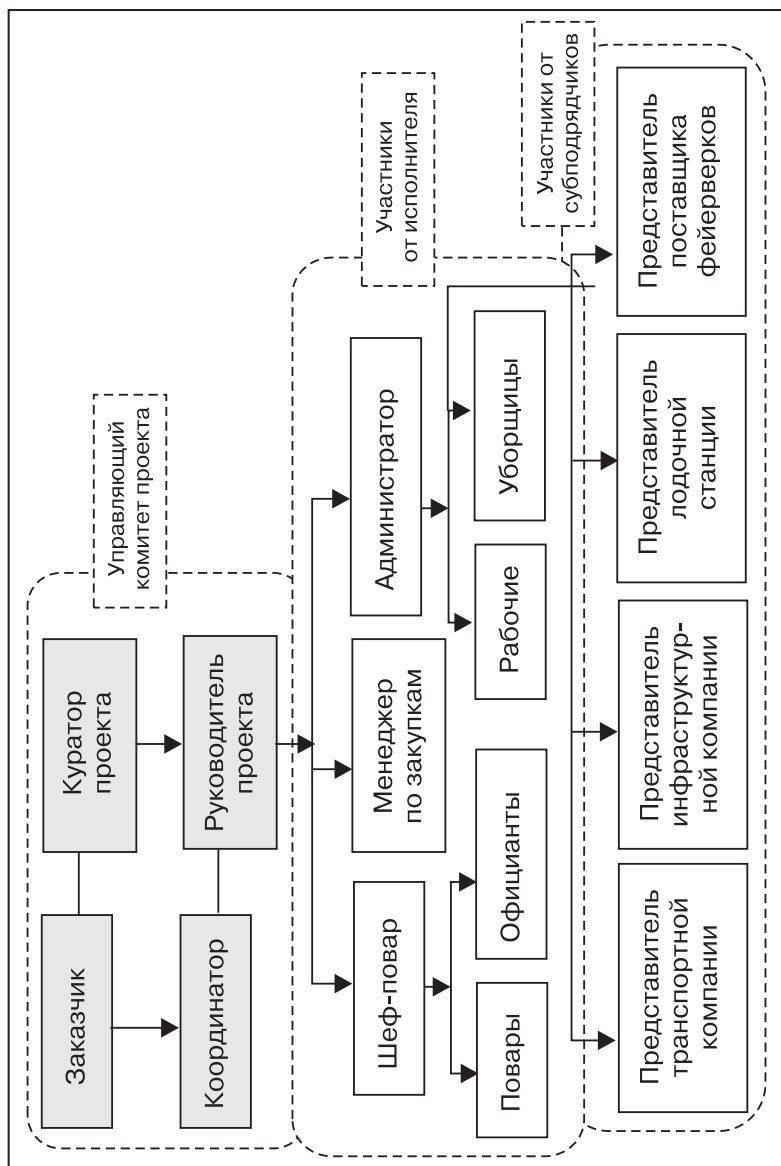 Управляющий
комитет проекта
Заказчик
Куратор
проекта
Координатор
Руководитель
проекта
Участники
от исполнителя
Шеф-повар
Менеджер
по закупкам
Администратор
Повары
Официанты
Рабочие
Уборщицы
Участники от
субподрядчиков
Представитель
транспортной
компании
Представитель
инфраструктур-
ной компании
Представитель
лодочной
станции
Представитель
поставщика
фейерверков